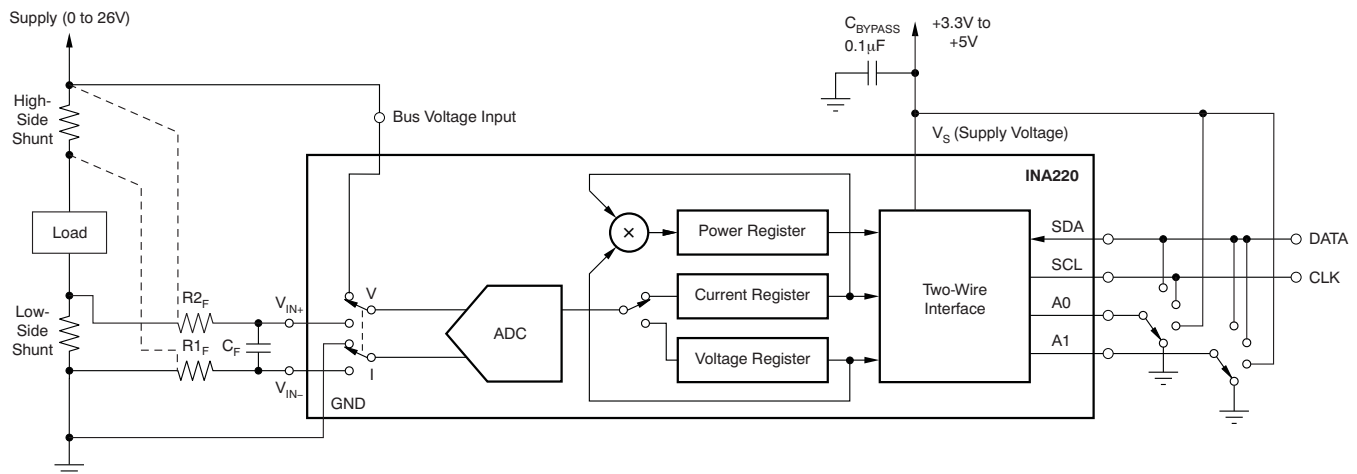 Supply (0 to 26V)
C_BYPASS
0.1µF
+3.3V to
+5V
High-
Side
Shunt
Bus Voltage Input
V_S (Supply Voltage)
INA220
Load
×
Power Register
Current Register
Voltage Register
ADC
Two-Wire
Interface
SDA
SCL
A0
A1
DATA
CLK
Low-
Side
Shunt
R2_F
R1_F
C_F
V_IN+
V_IN–
V
I
GND